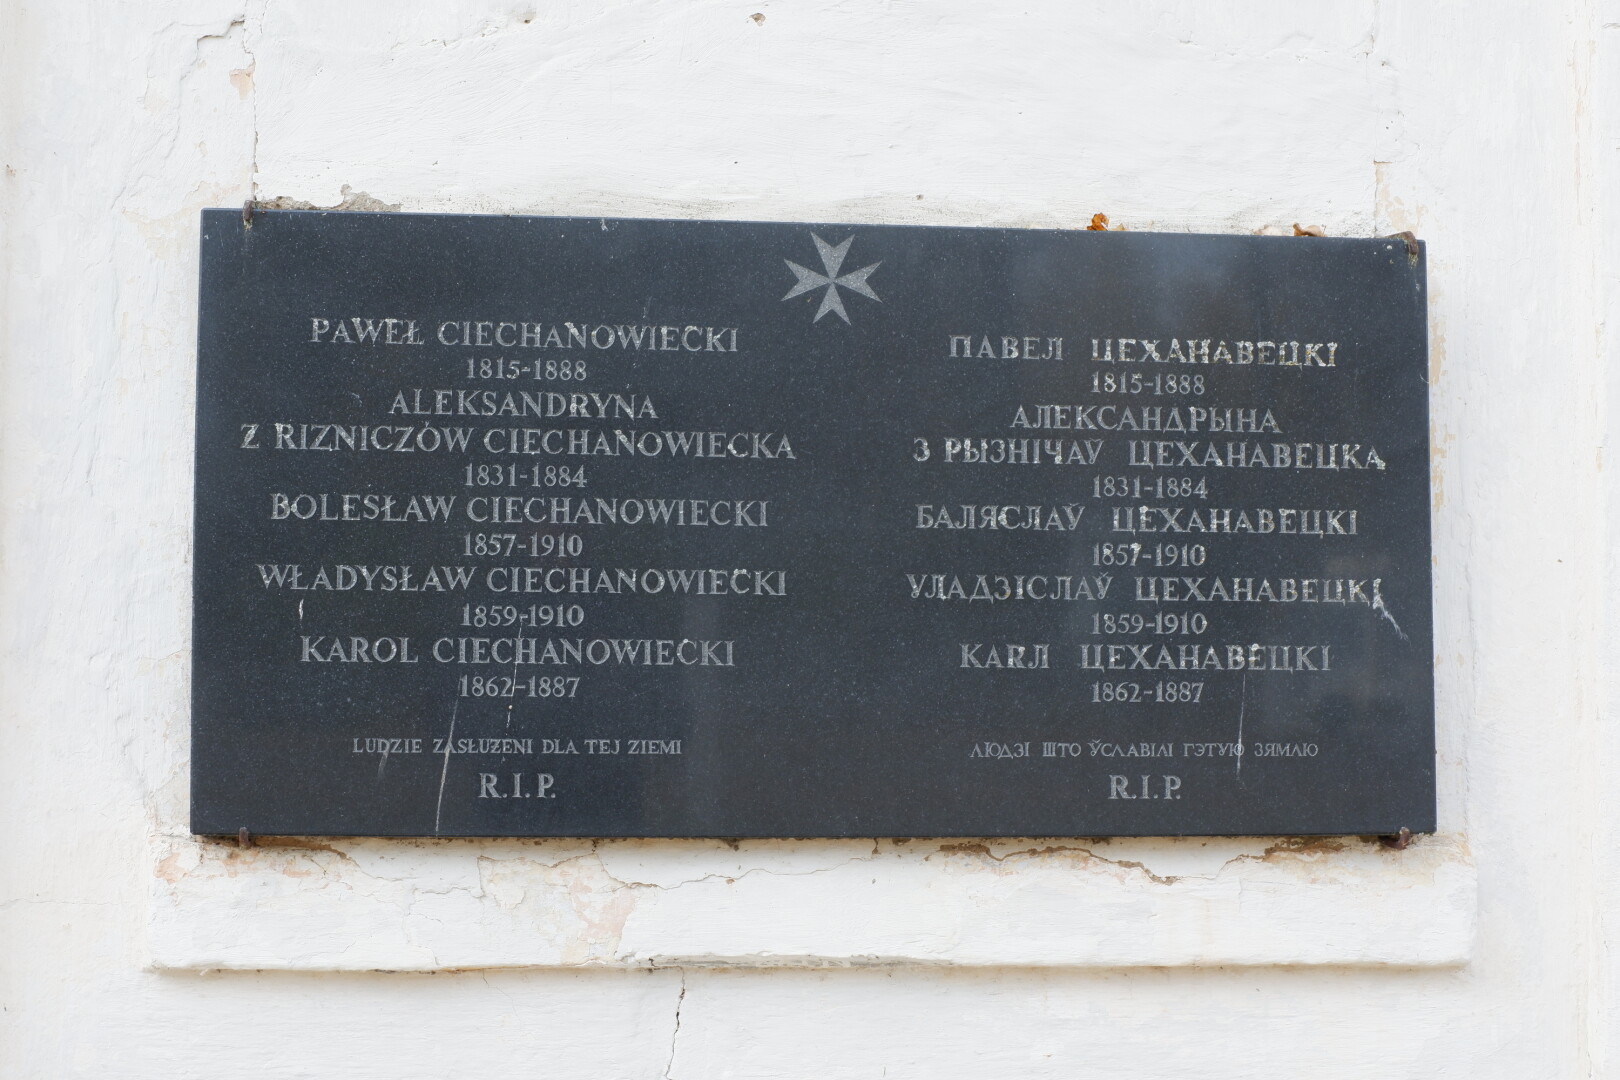 PAWEŁ CIECHANOWIECKI
1815-1888
ALEKSANDRYNA
Z RIZNICZÓW CIECHANOWIECKA
1831-1884
BOLESŁAW CIECHANOWIECKI
1857-1910
WŁADYSŁAW CIECHANOWIECKI
1859-1910
KAROL CIECHANOWIECKI
1862-1887
LUDZIE ZASŁUŻENI DLA TEJ ZIEMI
R.I.P.
ПАВЕЛ ЦЕХАНАВЕЦКІ
1815-1888
АЛЕКСАНДРЫНА
З РЫЗНІЧАЎ ЦЕХАНАВЕЦКА
1831-1884
БАЛЯСЛАЎ ЦЕХАНАВЕЦКІ
1857-1910
УЛАДЗІСЛАЎ ЦЕХАНАВЕЦКІ
1859-1910
КАRЛ ЦЕХАНАВЕЦКІ
1862-1887
ЛЮДЗІ ШТО ЎСЛАВІЛІ ГЭТУЮ ЗЯМЛЮ
R.I.P.